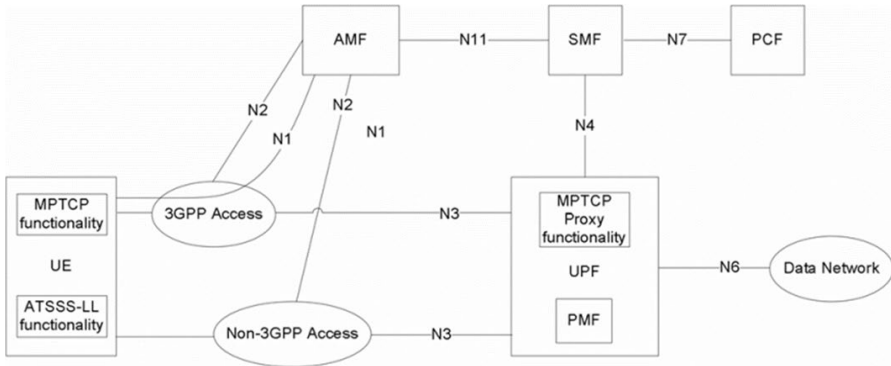 AMF
N11
SMF
N7
PCF
N2
N2
N1
N1
N4
MPTCP
functionality
3GPP Access
N3
MPTCP
Proxy
functionality
UE
UPF
N6
Data Network
ATSSS-LL
functionality
Non-3GPP Access
N3
PMF